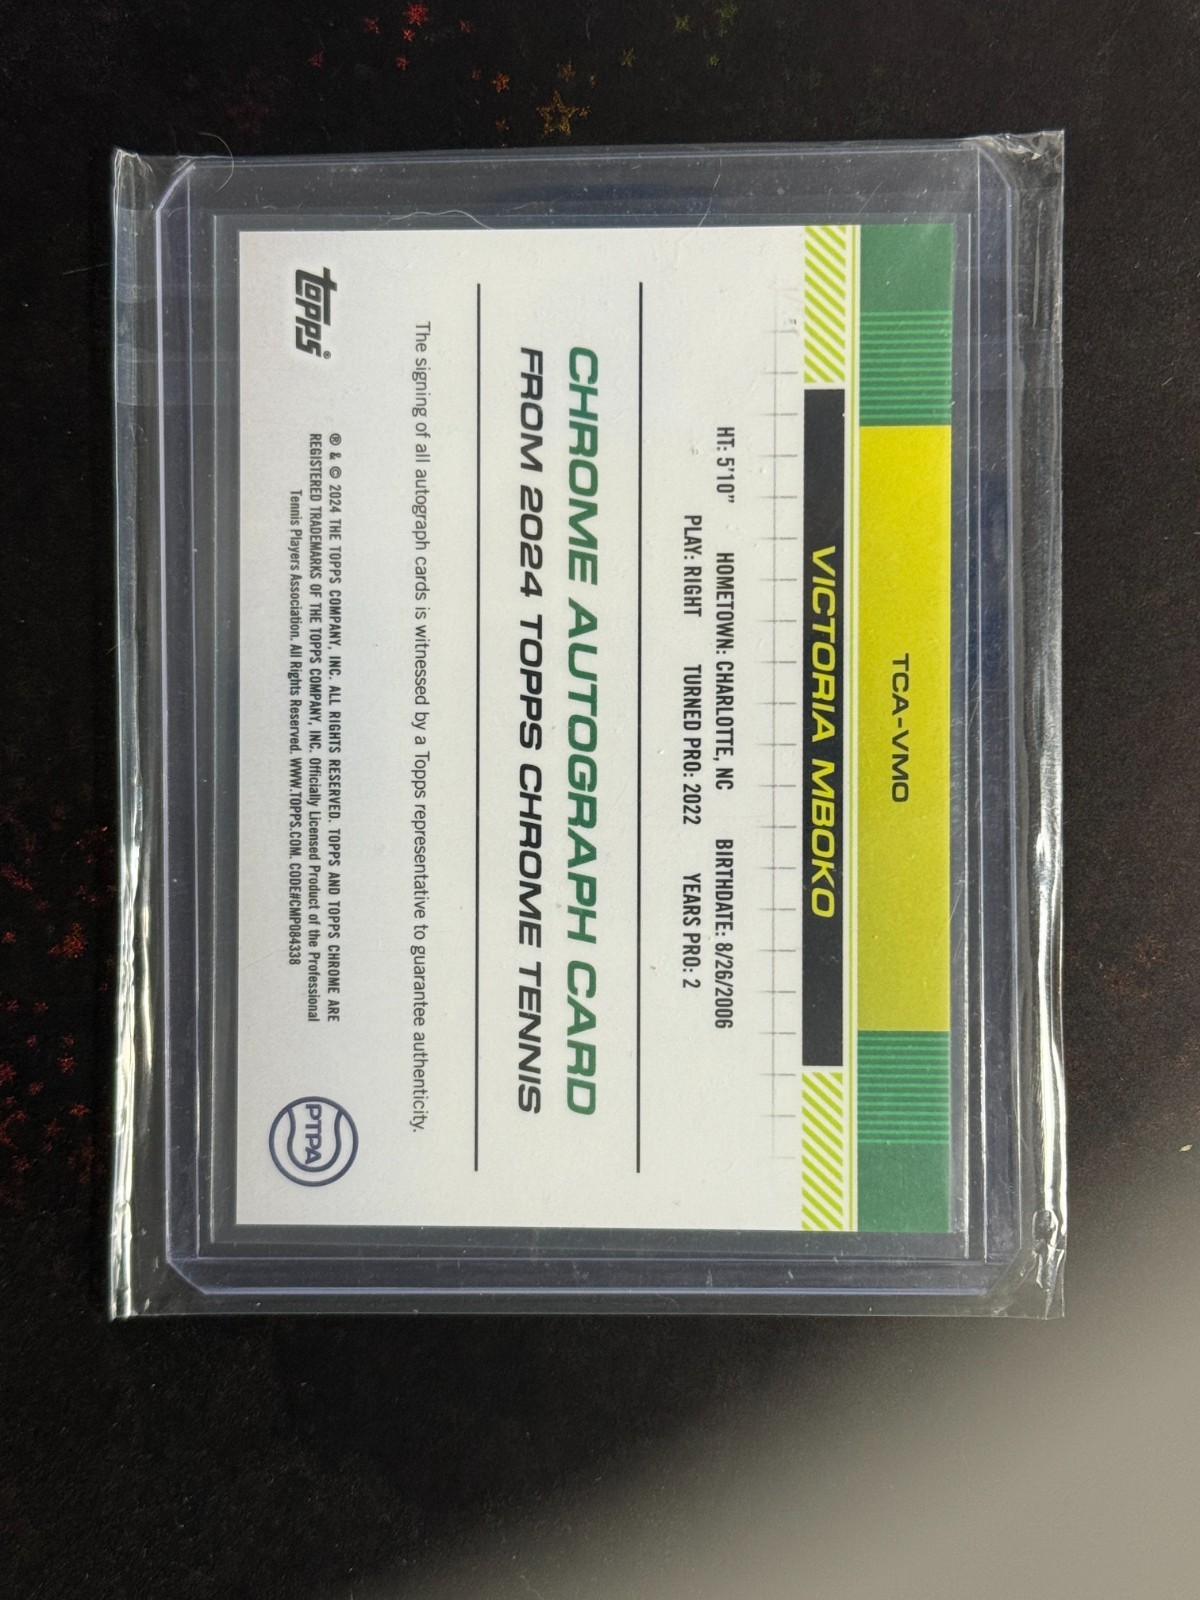 TCA-VMO
VICTORIA MBOKO
HT: 5'10" HOMETOWN: CHARLOTTE, NC BIRTHDATE: 8/26/2006
PLAY: RIGHT TURNED PRO: 2022 YEARS PRO: 2
CHROME AUTOGRAPH CARD
FROM 2024 TOPPS CHROME TENNIS
The signing of all autograph cards is witnessed by a Topps representative to guarantee authenticity.
topps®
® & © 2024 THE TOPPS COMPANY, INC. ALL RIGHTS RESERVED. TOPPS AND TOPPS CHROME ARE
REGISTERED TRADEMARKS OF THE TOPPS COMPANY, INC. Officially Licensed Product of the Professional
Tennis Players Association. All Rights Reserved. WWW.TOPPS.COM. CODE#CMP084338
PTPA